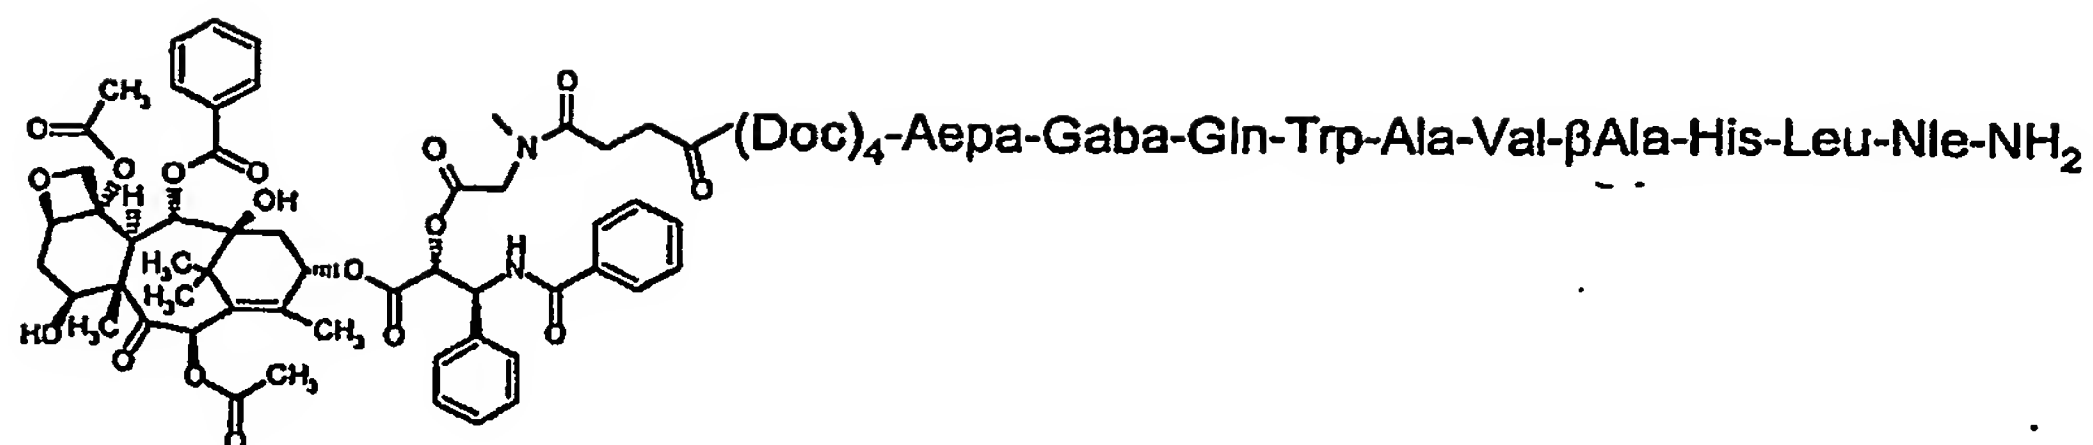 CH₃
O
O
O
H
O
O
O
OH
H₃C
H₃C
HO
H₃C
O
CH₃
O
CH₃
O
O
O
O
O
N
O
O
H
N
O
(Doc)₄-Aepa-Gaba-Gln-Trp-Ala-Val-βAla-His-Leu-Nle-NH₂